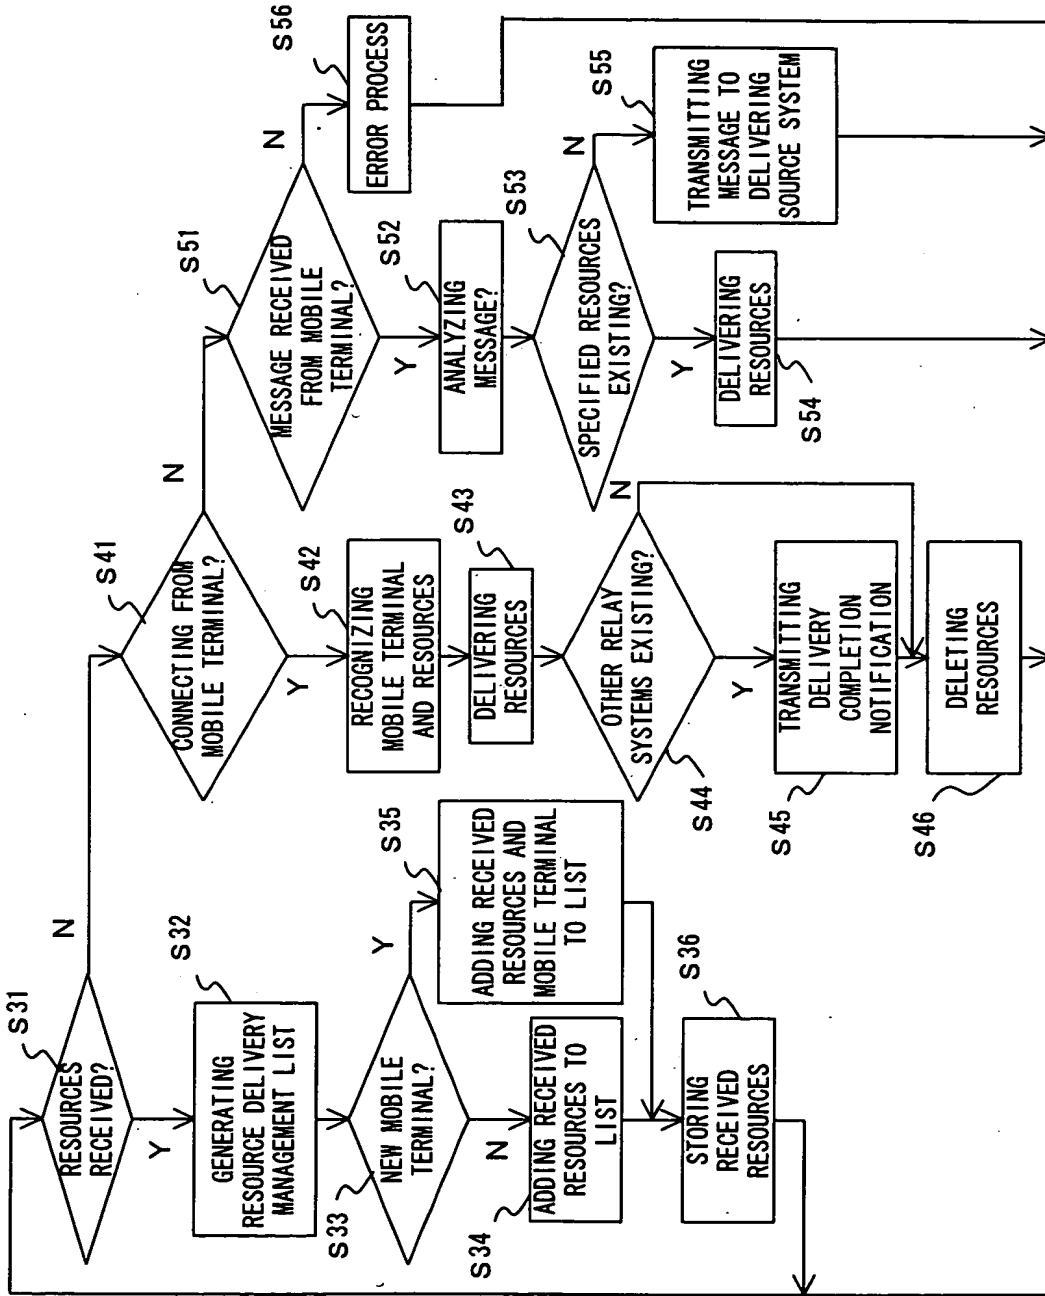 S31
RESOURCES
RECEIVED?
N
Y
S32
GENERATING
RESOURCE DELIVERY
MANAGEMENT LIST
S33
NEW MOBILE
TERMINAL?
Y
N
S34
ADDING RECEIVED
RESOURCES TO
LIST
S35
ADDING RECEIVED
RESOURCES AND
MOBILE TERMINAL
TO LIST
S36
STORING
RECEIVED
RESOURCES
S41
CONNECTING FROM
MOBILE TERMINAL?
N
Y
S42
RECOGNIZING
MOBILE TERMINAL
AND RESOURCES
S43
DELIVERING
RESOURCES
S44
OTHER RELAY
SYSTEMS EXISTING?
N
Y
S45
TRANSMITTING
DELIVERY
COMPLETION
NOTIFICATION
S46
DELETING
RESOURCES
S51
MESSAGE RECEIVED
FROM MOBILE
TERMINAL?
N
Y
S56
ERROR PROCESS
S52
ANALYZING
MESSAGE?
S53
SPECIFIED RESOURCES
EXISTING?
N
Y
S54
DELIVERING
RESOURCES
S55
TRANSMITTING
MESSAGE TO
DELIVERING
SOURCE SYSTEM